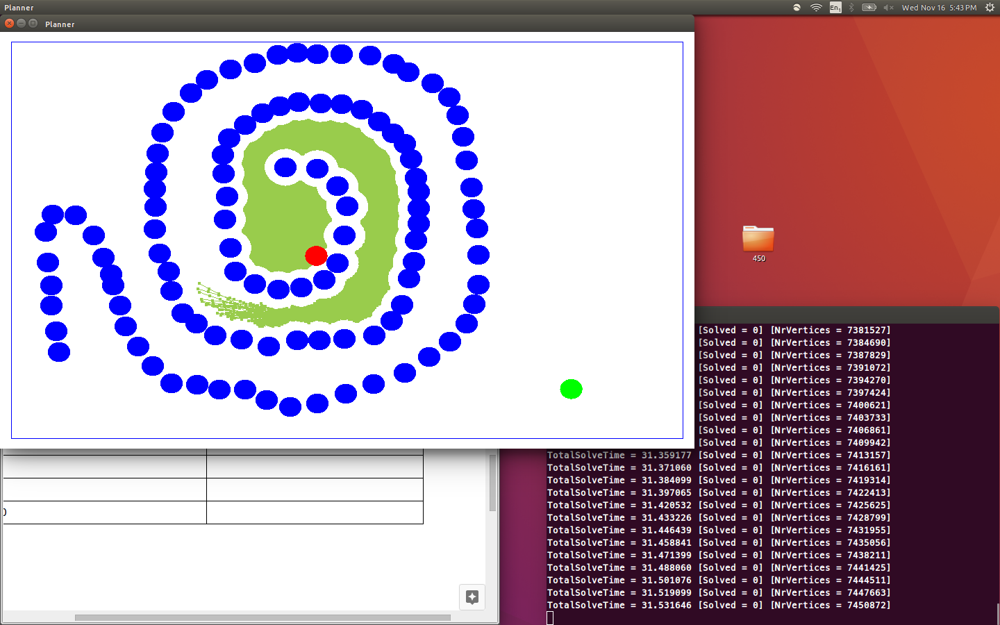 Planner
En1
Wed Nov 16 5:43 PM
Planner
450
[Solved = 0] [NrVertices = 7381527]
[Solved = 0] [NrVertices = 7384690]
[Solved = 0] [NrVertices = 7387829]
[Solved = 0] [NrVertices = 7391072]
[Solved = 0] [NrVertices = 7394270]
[Solved = 0] [NrVertices = 7397424]
[Solved = 0] [NrVertices = 7400621]
[Solved = 0] [NrVertices = 7403733]
[Solved = 0] [NrVertices = 7406861]
[Solved = 0] [NrVertices = 7409942]
TotalSolveTime = 31.359177 [Solved = 0] [NrVertices = 7413157]
TotalSolveTime = 31.371060 [Solved = 0] [NrVertices = 7416161]
TotalSolveTime = 31.384099 [Solved = 0] [NrVertices = 7419314]
TotalSolveTime = 31.397065 [Solved = 0] [NrVertices = 7422413]
TotalSolveTime = 31.420532 [Solved = 0] [NrVertices = 7425625]
TotalSolveTime = 31.433226 [Solved = 0] [NrVertices = 7428799]
TotalSolveTime = 31.446439 [Solved = 0] [NrVertices = 7431955]
TotalSolveTime = 31.458841 [Solved = 0] [NrVertices = 7435056]
TotalSolveTime = 31.471399 [Solved = 0] [NrVertices = 7438211]
TotalSolveTime = 31.488060 [Solved = 0] [NrVertices = 7441425]
TotalSolveTime = 31.501076 [Solved = 0] [NrVertices = 7444511]
TotalSolveTime = 31.519099 [Solved = 0] [NrVertices = 7447663]
TotalSolveTime = 31.531646 [Solved = 0] [NrVertices = 7450872]